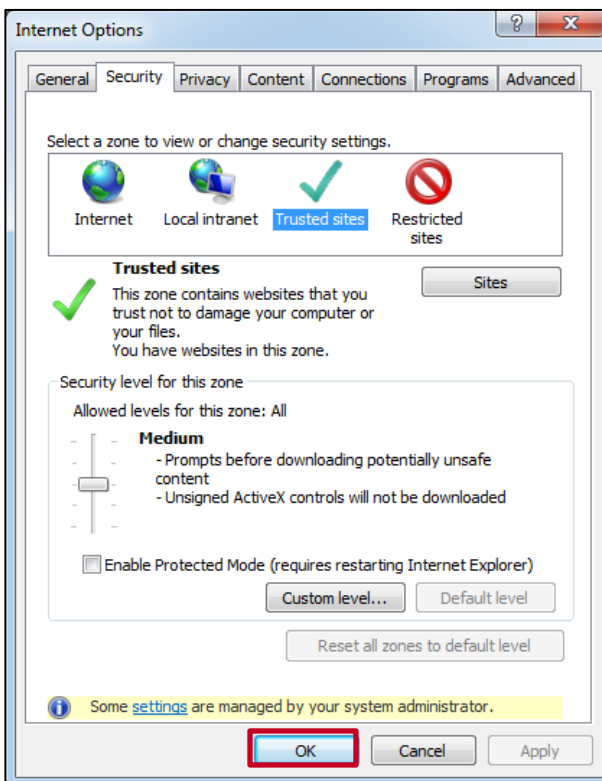 Internet Options
?
X
General Security Privacy Content Connections Programs Advanced
Select a zone to view or change security settings.
Internet Local intranet Trusted sites Restricted
sites
Trusted sites
Sites
This zone contains websites that you
trust not to damage your computer or
your files.
You have websites in this zone.
Security level for this zone
Allowed levels for this zone: All
Medium
- Prompts before downloading potentially unsafe
content
- Unsigned ActiveX controls will not be downloaded
Enable Protected Mode (requires restarting Internet Explorer)
Custom level... Default level
Reset all zones to default level
Some settings are managed by your system administrator.
OK Cancel Apply